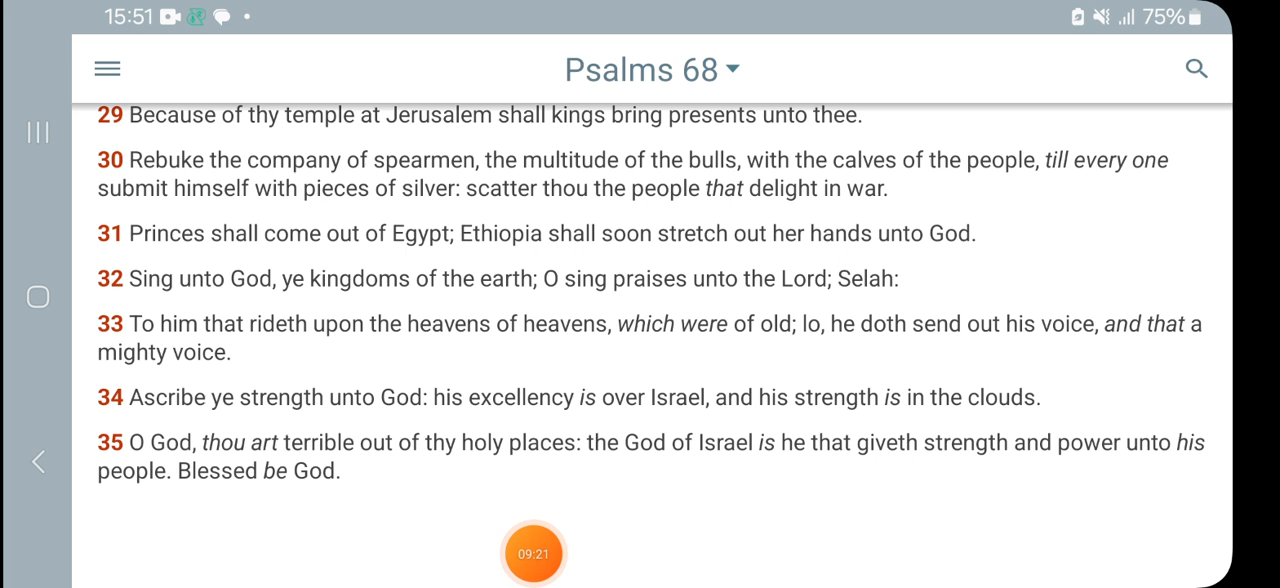 15:51
75%
Psalms 68
29 Because of thy temple at Jerusalem shall kings bring presents unto thee.
30 Rebuke the company of spearmen, the multitude of the bulls, with the calves of the people, till every one
submit himself with pieces of silver: scatter thou the people that delight in war.
31 Princes shall come out of Egypt; Ethiopia shall soon stretch out her hands unto God.
32 Sing unto God, ye kingdoms of the earth; O sing praises unto the Lord; Selah:
33 To him that rideth upon the heavens of heavens, which were of old; lo, he doth send out his voice, and that a
mighty voice.
34 Ascribe ye strength unto God: his excellency is over Israel, and his strength is in the clouds.
35 O God, thou art terrible out of thy holy places: the God of Israel is he that giveth strength and power unto his
people. Blessed be God.
09:21